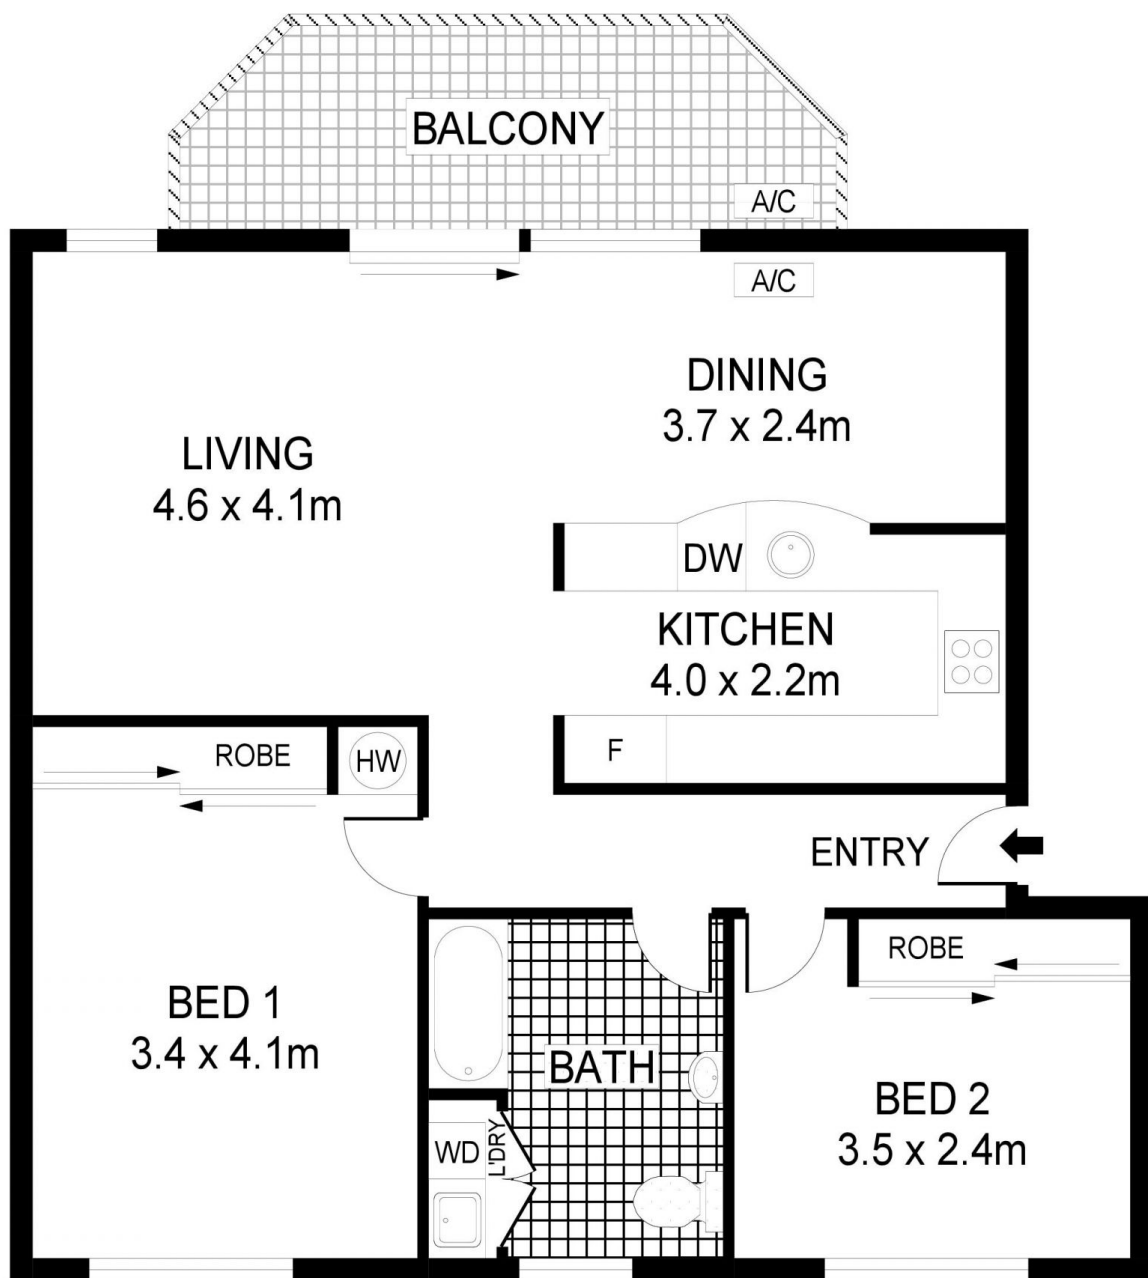 BALCONY
A/C
A/C
DINING
3.7 x 2.4m
LIVING
4.6 x 4.1m
DW
KITCHEN
4.0 x 2.2m
F
ROBE
HW
ENTRY
ROBE
BED 1
3.4 x 4.1m
BATH
BED 2
3.5 x 2.4m
WD
L'DRY